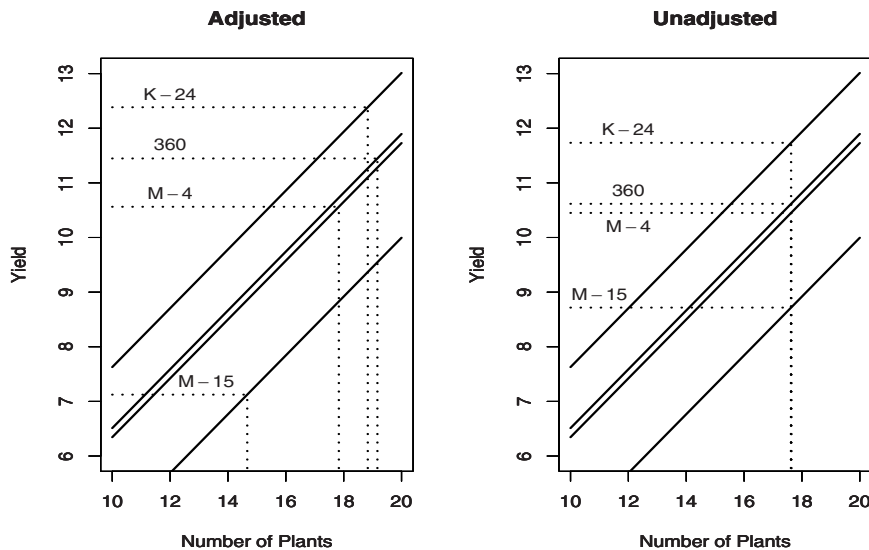 Adjusted
Unadjusted
13
12
11
10
9
8
7
6
Yield
K – 24
360
M – 4
M – 15
10 12 14 16 18 20
Number of Plants
13
12
11
10
9
8
7
6
Yield
K – 24
360
M – 4
M – 15
10 12 14 16 18 20
Number of Plants